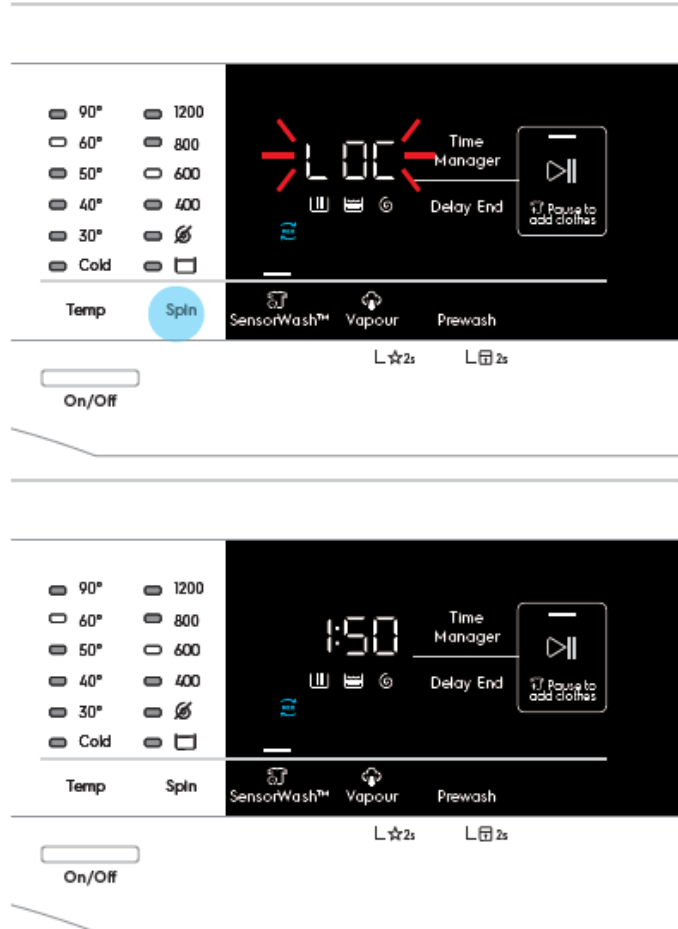 90° 1200
60° 800
50° 600
40° 400
30°
Cold
LOC
Time
Manager
Delay End
Pause to
add clothes
Temp Spin SensorWash™ Vapour Prewash
2s 2s
On/Off
90° 1200
60° 800
50° 600
40° 400
30°
Cold
1:50
Time
Manager
Delay End
Pause to
add clothes
Temp Spin SensorWash™ Vapour Prewash
2s 2s
On/Off